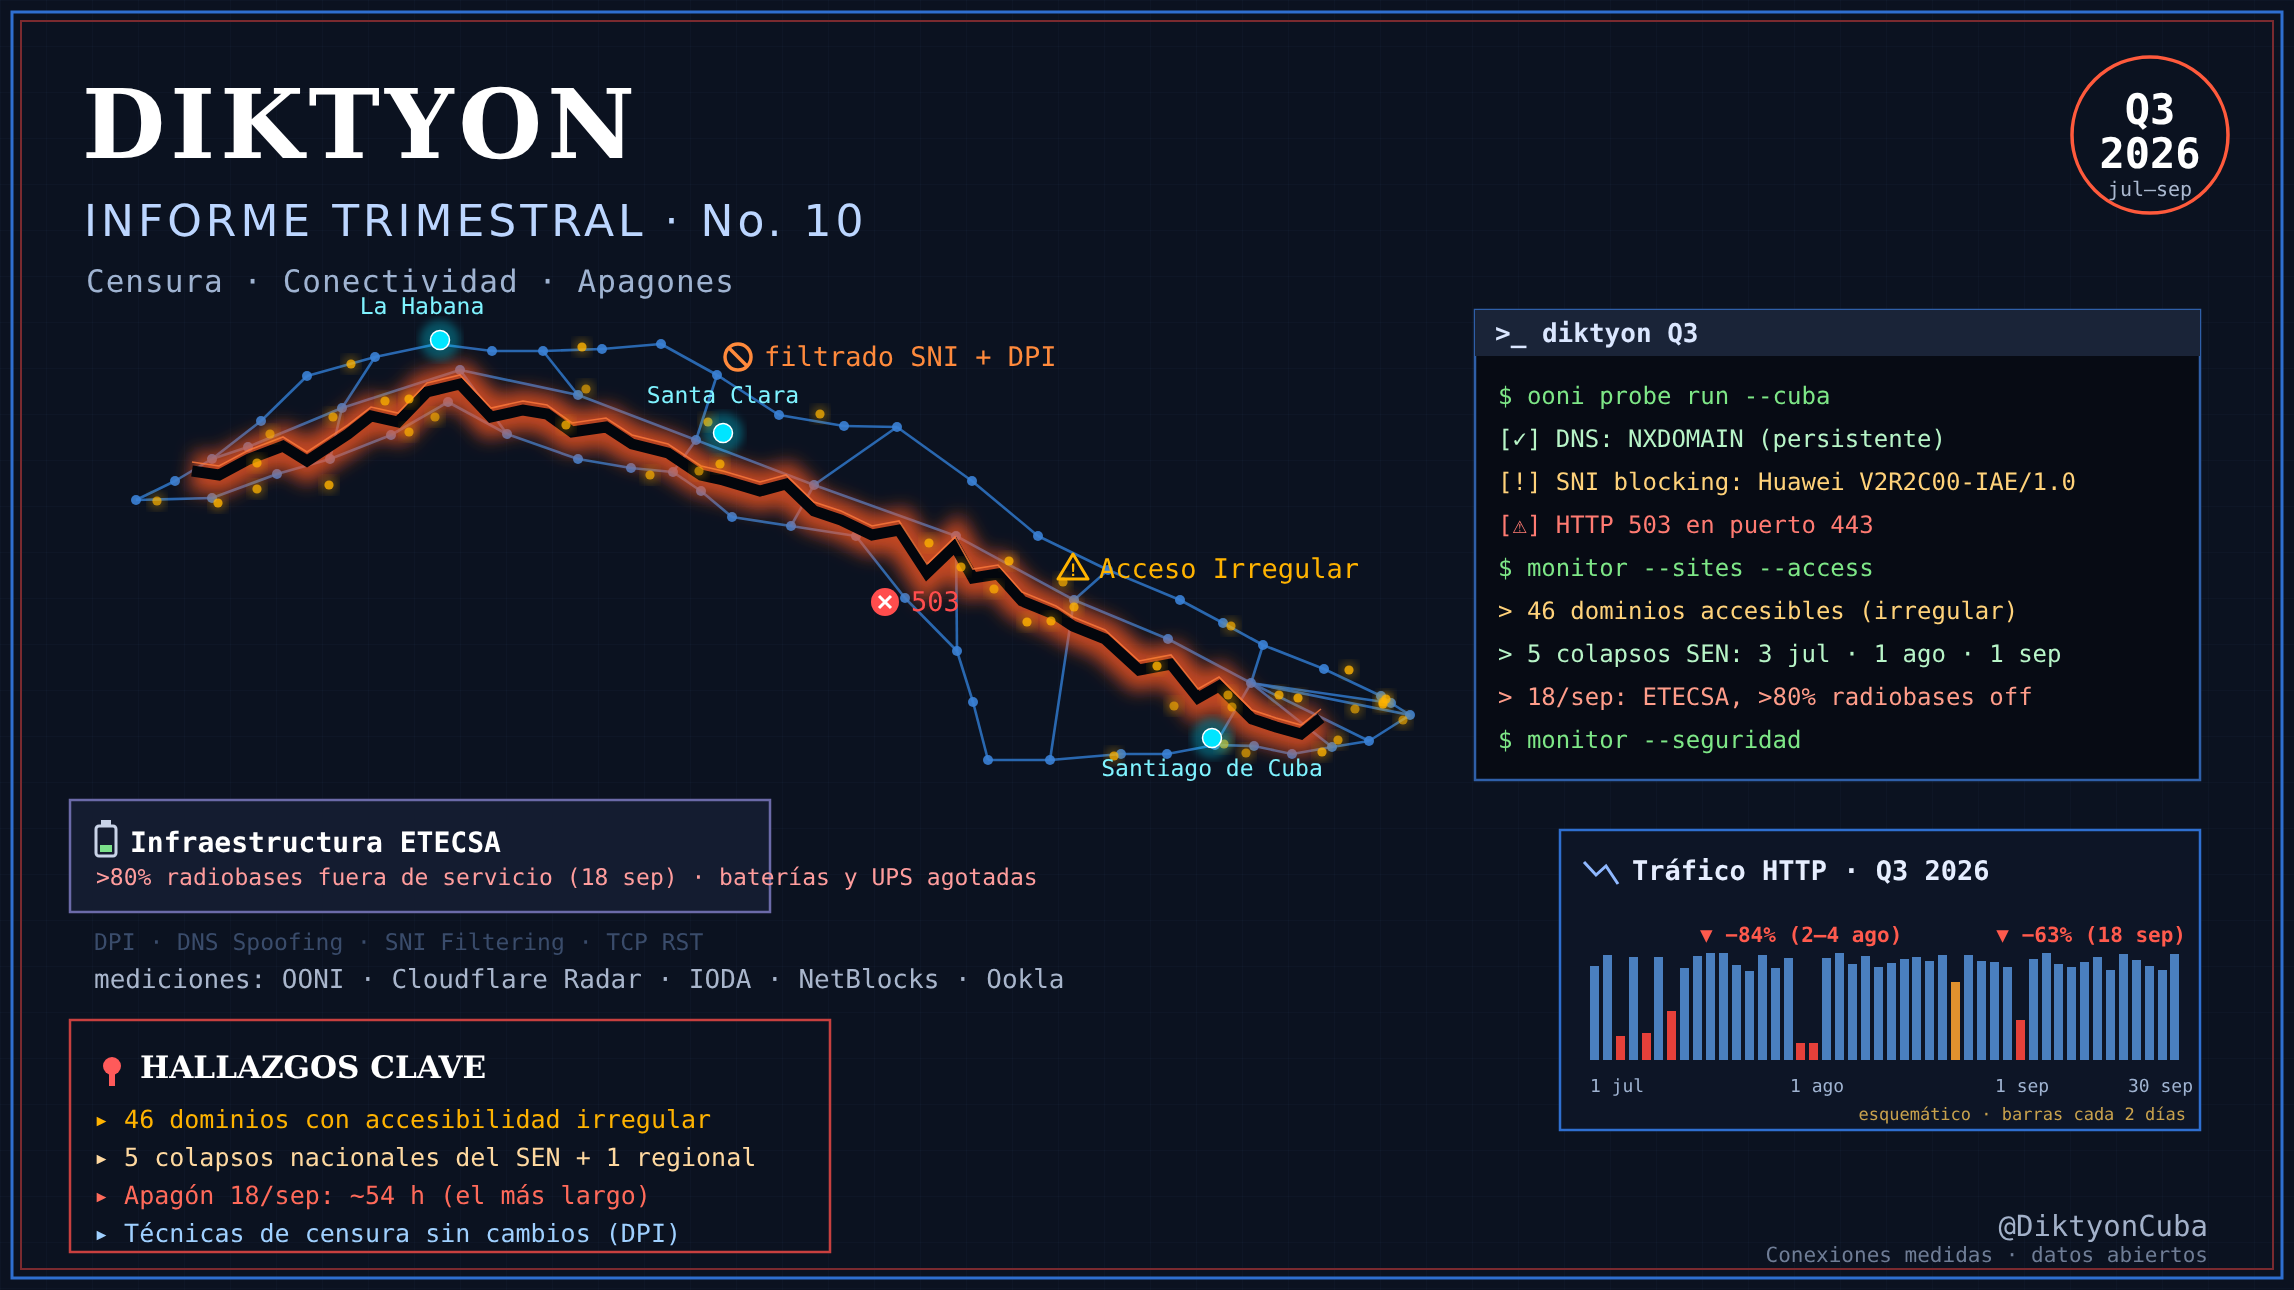 DIKTYON
INFORME TRIMESTRAL · No. 10
Censura · Conectividad · Apagones
Q3
2026
jul–sep
La Habana
filtrado SNI + DPI
Santa Clara
Acceso Irregular
503
Santiago de Cuba
>_ diktyon Q3
$ ooni probe run --cuba
[✓] DNS: NXDOMAIN (persistente)
[!] SNI blocking: Huawei V2R2C00-IAE/1.0
[⚠] HTTP 503 en puerto 443
$ monitor --sites --access
> 46 dominios accesibles (irregular)
> 5 colapsos SEN: 3 jul · 1 ago · 1 sep
> 18/sep: ETECSA, >80% radiobases off
$ monitor --seguridad
Infraestructura ETECSA
>80% radiobases fuera de servicio (18 sep) · baterías y UPS agotadas
DPI · DNS Spoofing · SNI Filtering · TCP RST
mediciones: OONI · Cloudflare Radar · IODA · NetBlocks · Ookla
HALLAZGOS CLAVE
▸ 46 dominios con accesibilidad irregular
▸ 5 colapsos nacionales del SEN + 1 regional
▸ Apagón 18/sep: ~54 h (el más largo)
▸ Técnicas de censura sin cambios (DPI)
Tráfico HTTP · Q3 2026
▼ −84% (2–4 ago)
▼ −63% (18 sep)
1 jul
1 ago
1 sep
30 sep
esquemático · barras cada 2 días
@DiktyonCuba
Conexiones medidas · datos abiertos